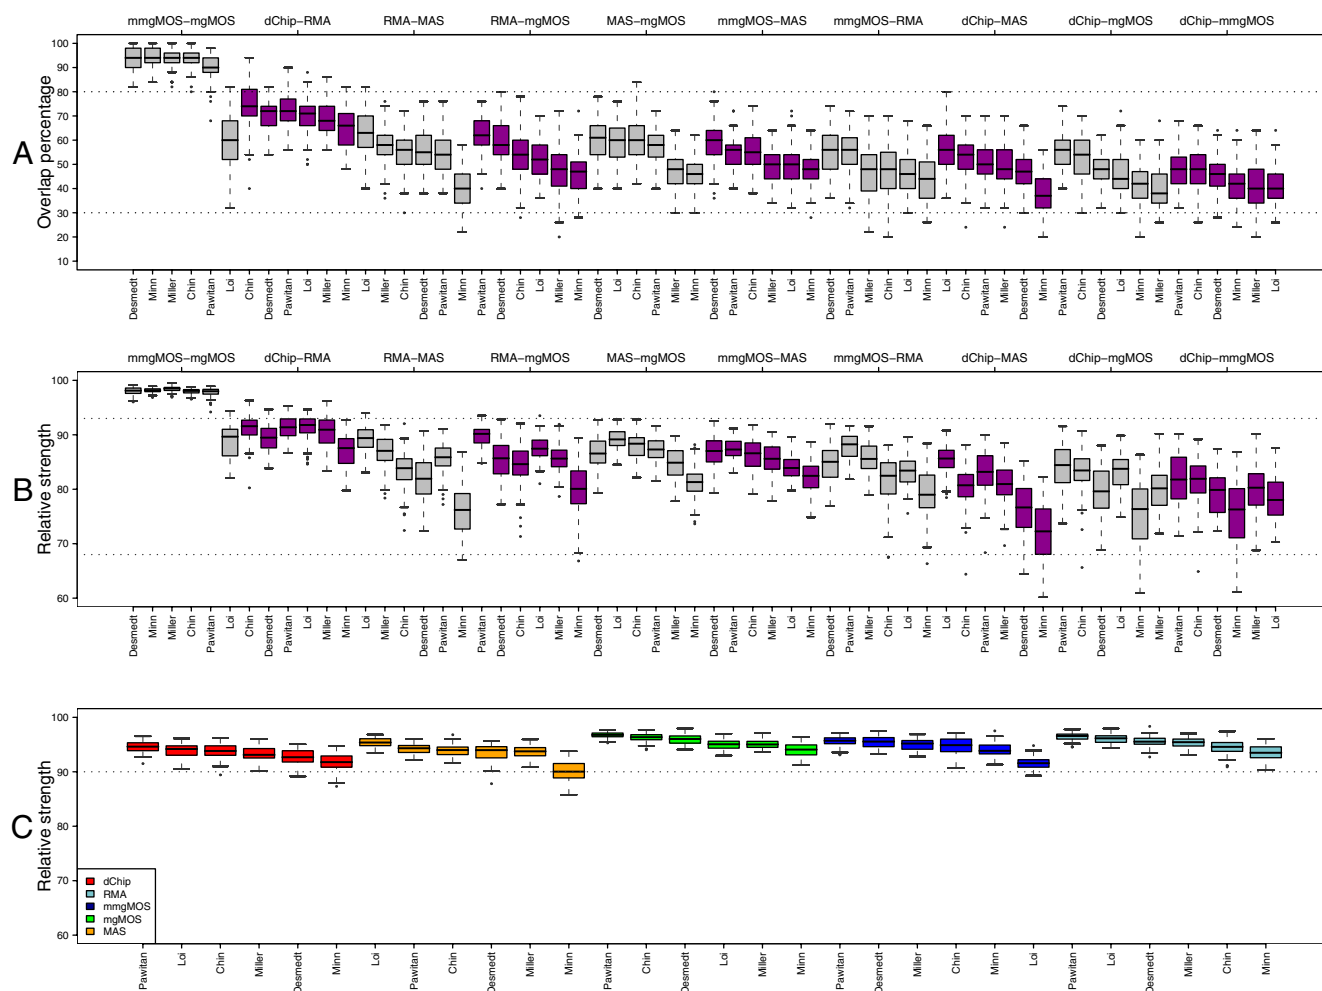 mmgMOS−mgMOS dChip−RMA RMA−MAS RMA−mgMOS MAS−mgMOS mmgMOS−MAS mmgMOS−RMA dChip−MAS dChip−mgMOS dChip−mmgMOS
A
Overlap percentage
100
90
80
70
60
50
40
30
20
10
Desmedt Minn Miller Chin Pawitan Loi Chin Desmedt Pawitan Loi Miller Minn Loi Miller Chin Desmedt Pawitan Minn Pawitan Desmedt Chin Loi Miller Minn Desmedt Loi Chin Pawitan Miller Minn Desmedt Pawitan Chin Miller Loi Minn Desmedt Pawitan Miller Chin Loi Minn Loi Chin Pawitan Miller Desmedt Minn Pawitan Chin Desmedt Loi Minn Miller Pawitan Chin Desmedt Minn Miller Loi
mmgMOS−mgMOS dChip−RMA RMA−MAS RMA−mgMOS MAS−mgMOS mmgMOS−MAS mmgMOS−RMA dChip−MAS dChip−mgMOS dChip−mmgMOS
B
Relative strength
100
90
80
70
60
Desmedt Minn Miller Chin Pawitan Loi Chin Desmedt Pawitan Loi Miller Minn Loi Miller Chin Desmedt Pawitan Minn Pawitan Desmedt Chin Loi Miller Minn Desmedt Loi Chin Pawitan Miller Minn Desmedt Pawitan Chin Miller Loi Minn Desmedt Pawitan Miller Chin Loi Minn Loi Chin Pawitan Miller Desmedt Minn Pawitan Chin Desmedt Loi Minn Miller Pawitan Chin Desmedt Minn Miller Loi
C
Relative strength
100
90
80
70
60
dChip
RMA
mmgMOS
mgMOS
MAS
Pawitan Loi Chin Miller Desmedt Minn Loi Pawitan Chin Desmedt Miller Minn Pawitan Chin Desmedt Loi Miller Minn Pawitan Desmedt Miller Chin Minn Loi Pawitan Loi Desmedt Miller Chin Minn